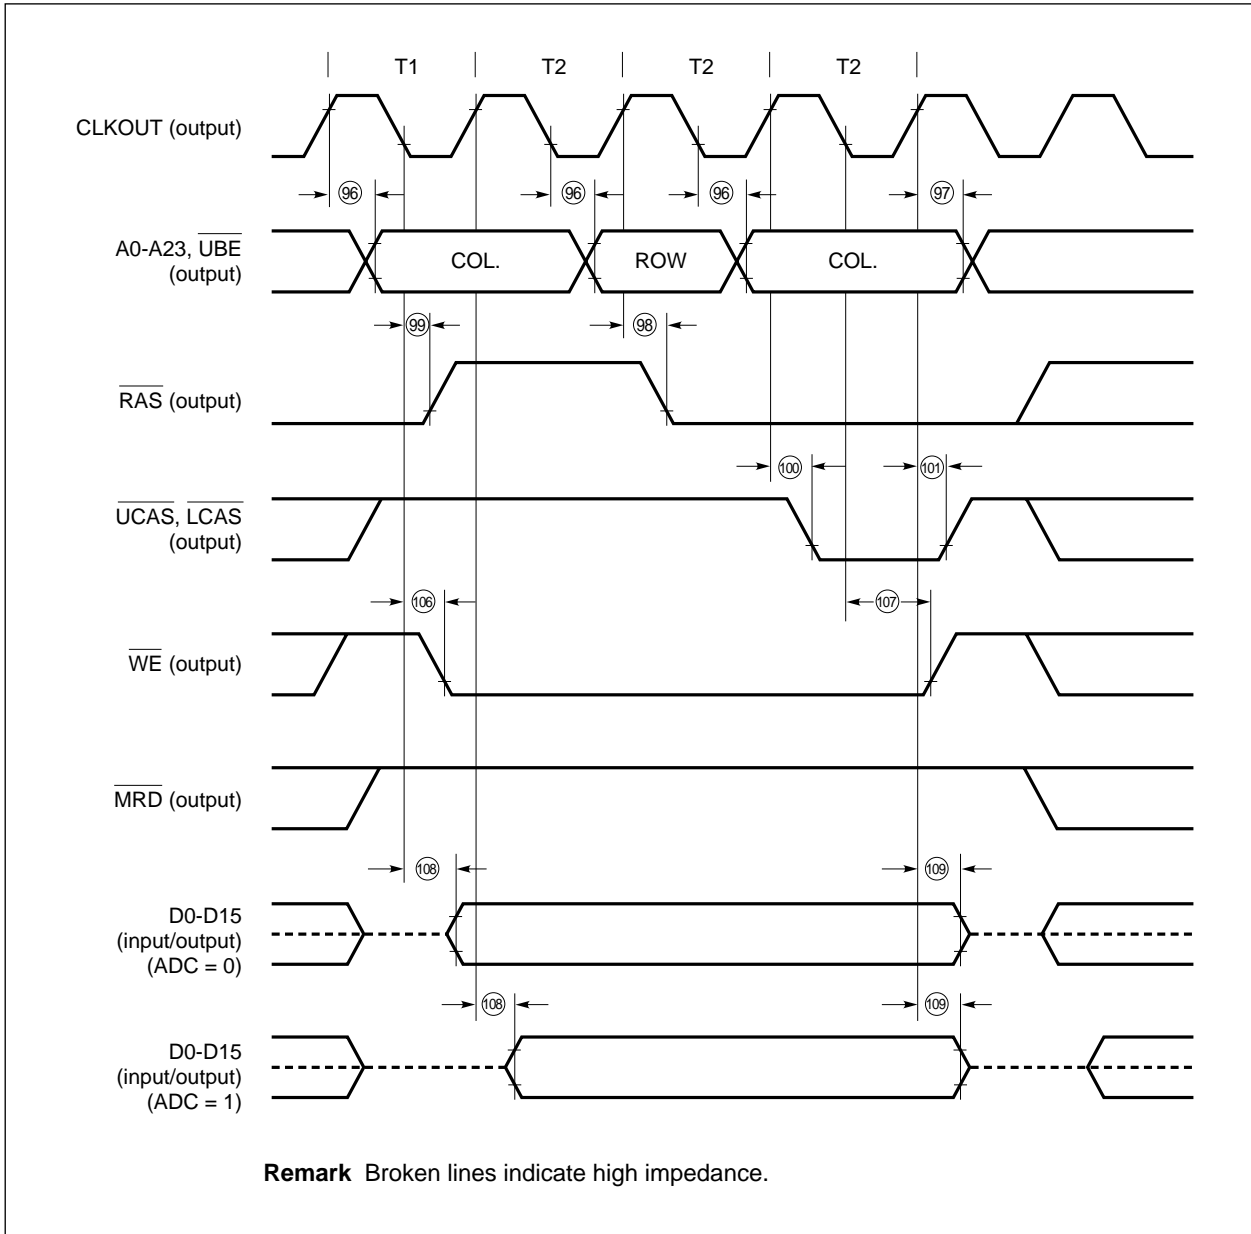 T1 T2 T2 T2
CLKOUT (output)
96 96 96 97
A0-A23, UBE
(output)
COL. ROW COL.
99 98
RAS (output)
100 101
UCAS, LCAS
(output)
106 107
WE (output)
MRD (output)
108 109
D0-D15
(input/output)
(ADC = 0)
108 109
D0-D15
(input/output)
(ADC = 1)
Remark Broken lines indicate high impedance.